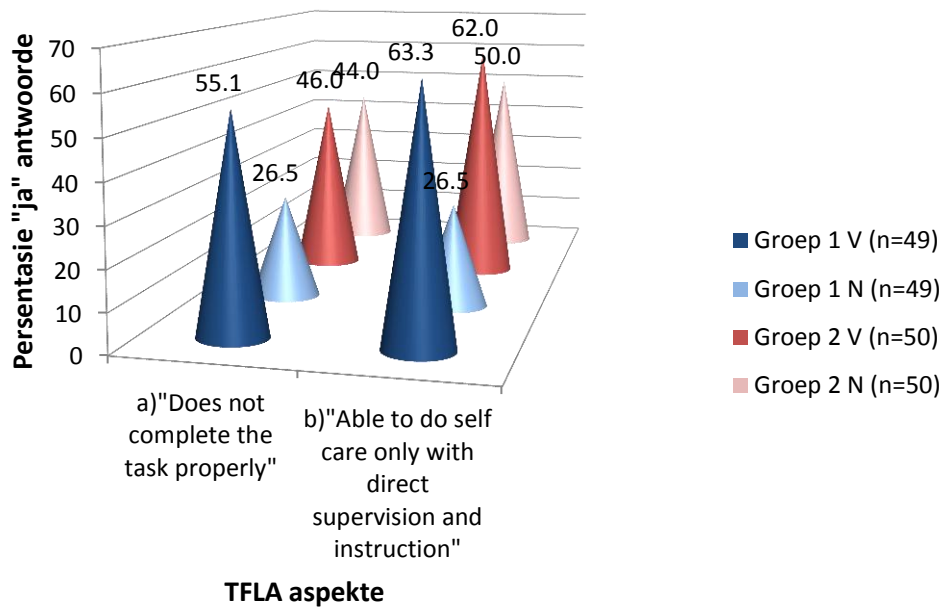 Persentasie "ja" antwoorde
70
60
50
40
30
20
10
0
55.1
26.5
46.0
44.0
63.3
26.5
62.0
50.0
a)"Does not
complete the
task properly"
b)"Able to do self
care only with
direct
supervision and
instruction"
TFLA aspekte
Groep 1 V (n=49)
Groep 1 N (n=49)
Groep 2 V (n=50)
Groep 2 N (n=50)